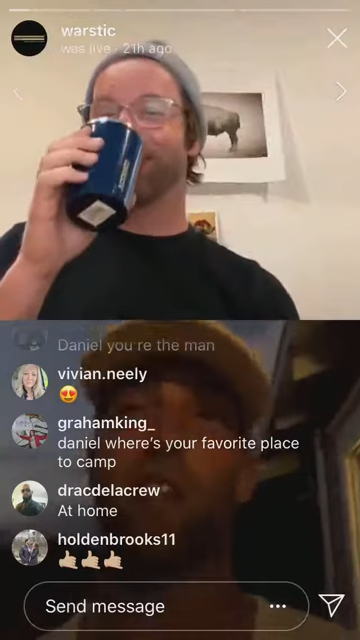 warstic
was live · 21h ago
Daniel you re the man
vivian.neely
😍
grahamking_
daniel where's your favorite place
to camp
dracdelacrew
At home
holdenbrooks11
🤙🏼🤙🏼🤙🏼
Send message